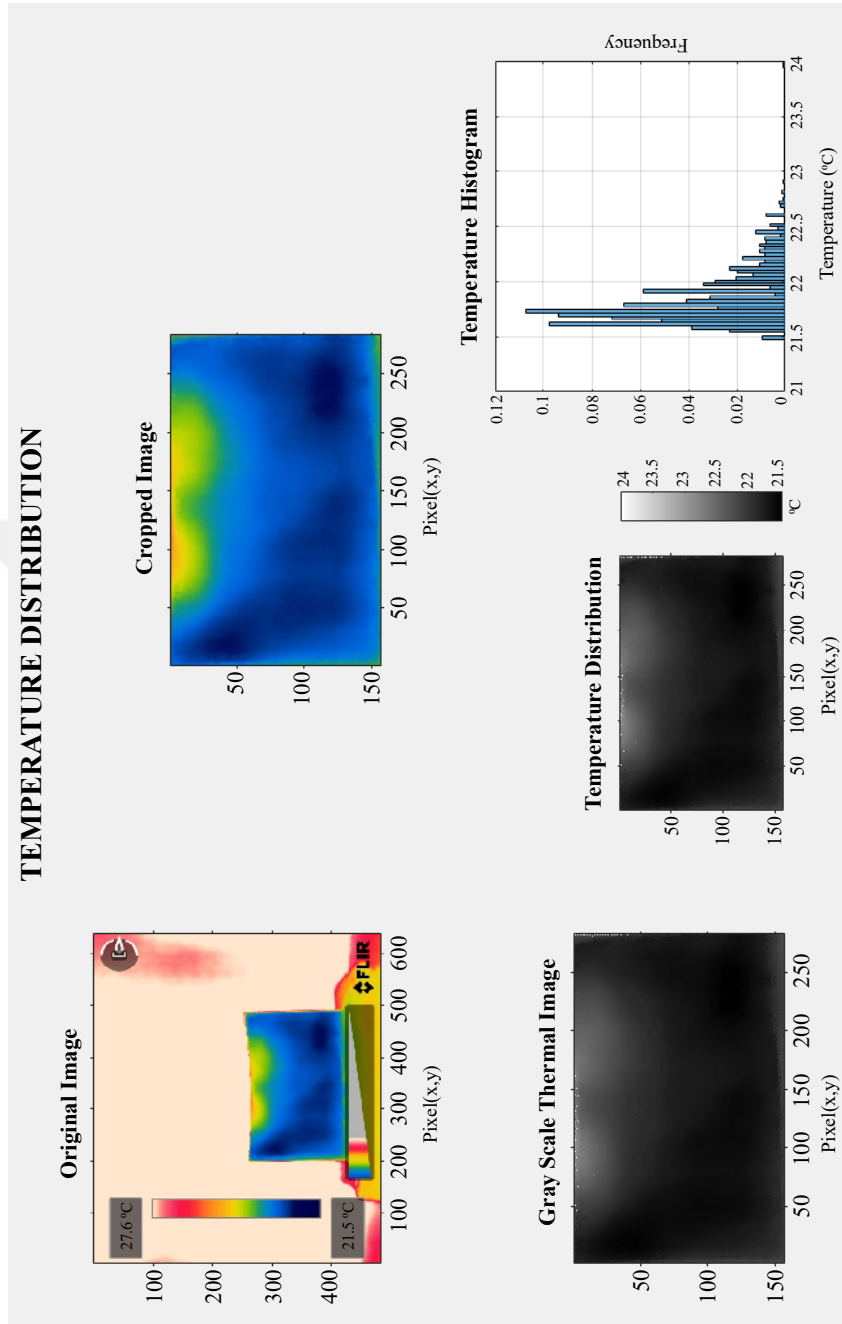 TEMPERATURE DISTRIBUTION
Original Image
27.6 ºC
21.5 ºC
FLIR
100
200
300
400
100 200 300 400 500 600
Pixel(x,y)
Cropped Image
50
100
150
50 100 150 200 250
Pixel(x,y)
Gray Scale Thermal Image
50
100
150
50 100 150 200 250
Pixel(x,y)
Temperature Distribution
50
100
150
50 100 150 200 250
Pixel(x,y)
24
23.5
23
22.5
22
21.5
ºC
Temperature Histogram
0.12
0.1
0.08
0.06
0.04
0.02
0
21 21.5 22 22.5 23 23.5 24
Temperature (ºC)
Frequency